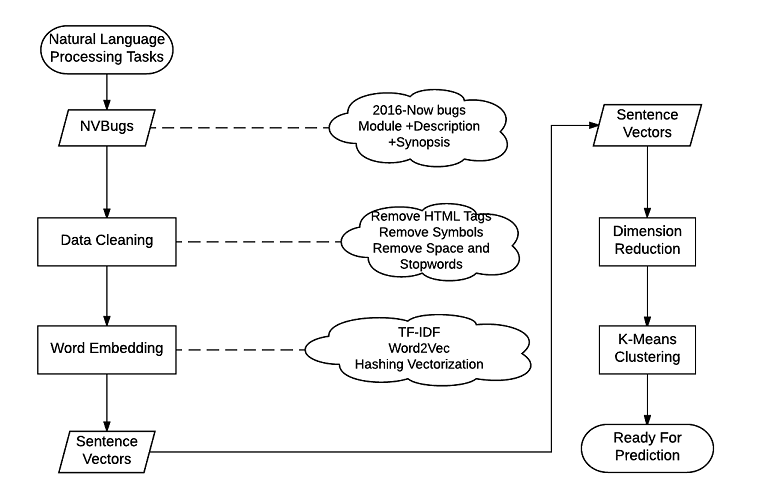 Natural Language
Processing Tasks
NVBugs
2016-Now bugs
Module +Description
+Synopsis
Data Cleaning
Remove HTML Tags
Remove Symbols
Remove Space and
Stopwords
Word Embedding
TF-IDF
Word2Vec
Hashing Vectorization
Sentence
Vectors
Sentence
Vectors
Dimension
Reduction
K-Means
Clustering
Ready For
Prediction